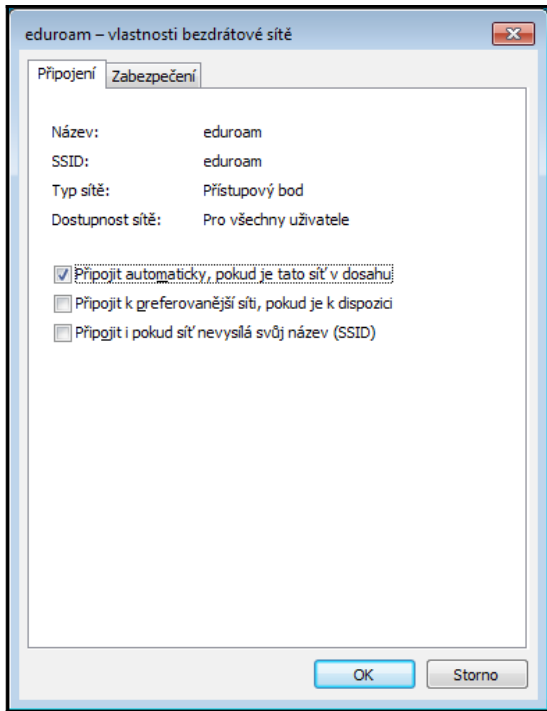 eduroam – vlastnosti bezdrátové sítě
Připojení Zabezpečení
Název: eduroam
SSID: eduroam
Typ sítě: Přístupový bod
Dostupnost sítě: Pro všechny uživatele
Připojit automaticky, pokud je tato síť v dosahu
Připojit k preferovanější síti, pokud je k dispozici
Připojit i pokud síť nevysílá svůj název (SSID)
OK Storno